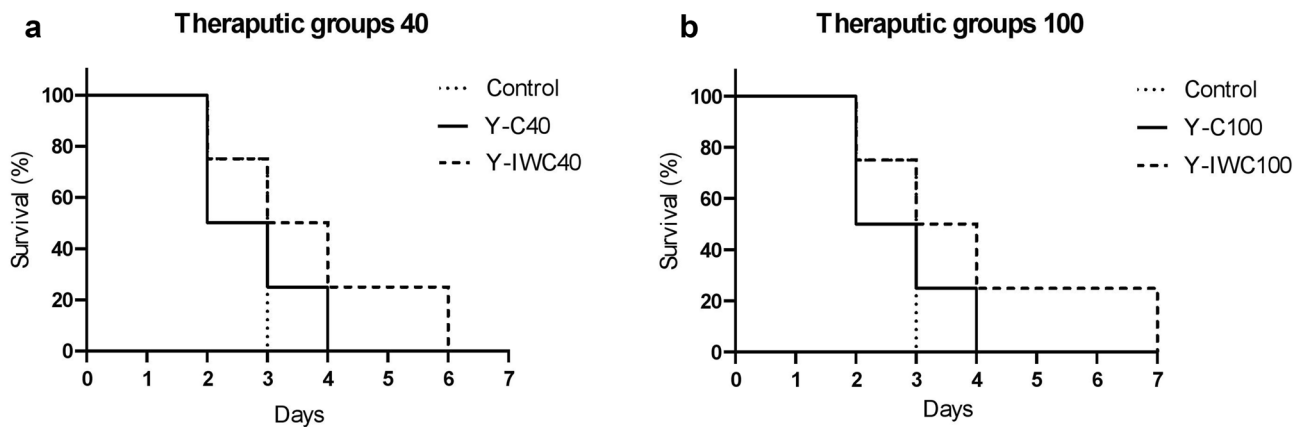 a
Theraputic groups 40
Survival (%)
100
80
60
40
20
0
0 1 2 3 4 5 6 7
Days
Control
Y-C40
Y-IWC40
b
Theraputic groups 100
Survival (%)
100
80
60
40
20
0
0 1 2 3 4 5 6 7
Days
Control
Y-C100
Y-IWC100